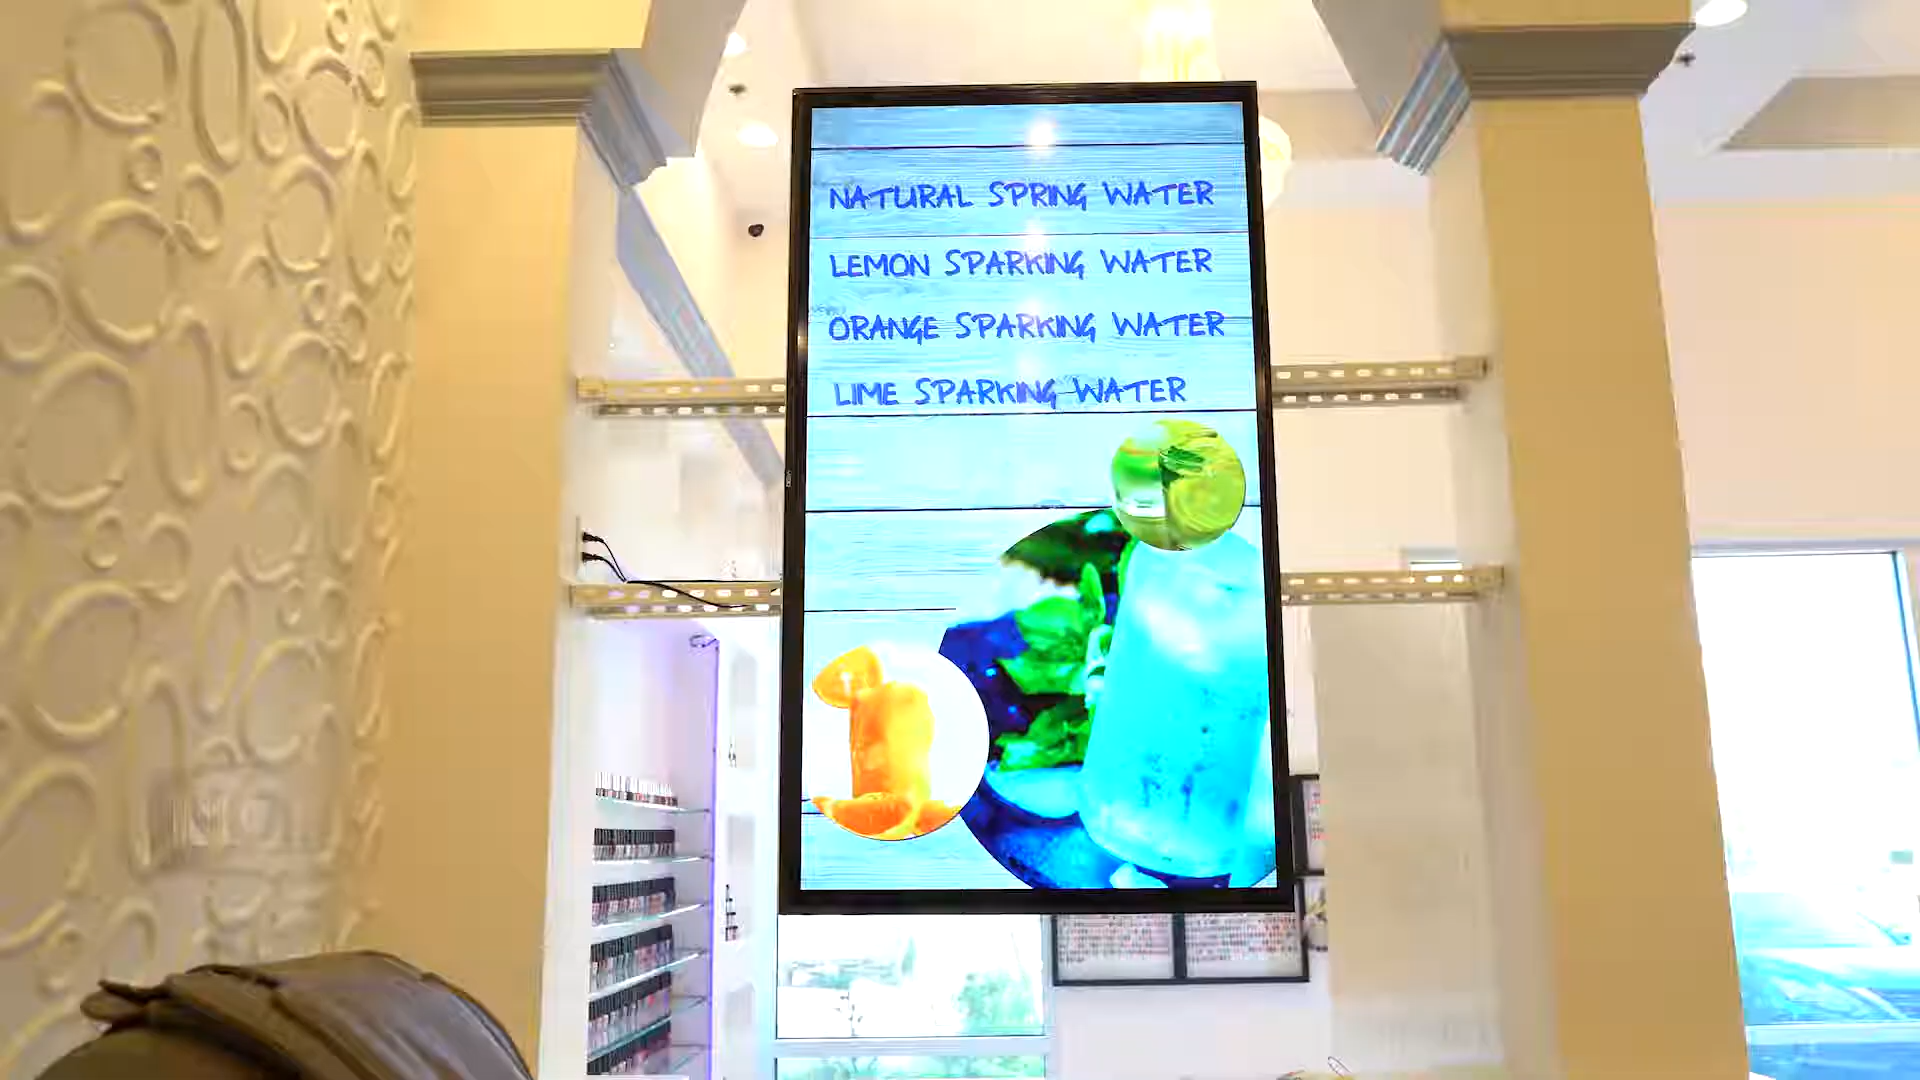 NATURAL SPRING WATER
LEMON SPARKING WATER
ORANGE SPARKING WATER
LIME SPARKING WATER